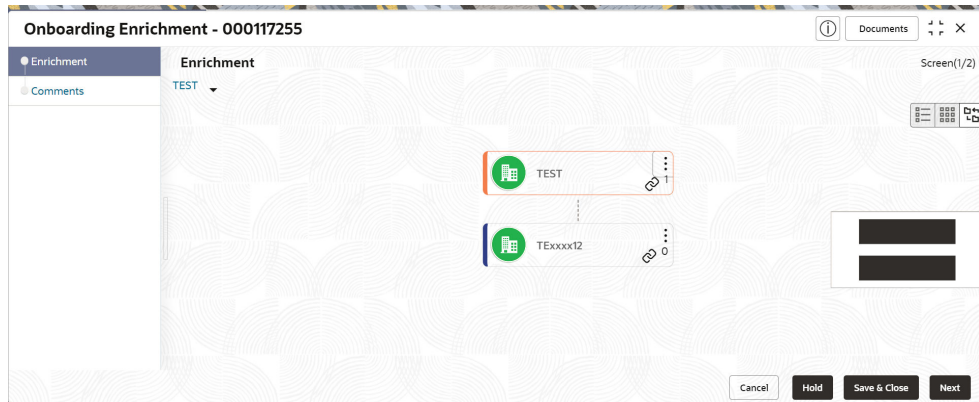 Onboarding Enrichment - 000117255
Documents
Enrichment
Comments
Enrichment
Screen(1/2)
TEST
TEST
1
TExxxx12
0
Cancel
Hold
Save & Close
Next